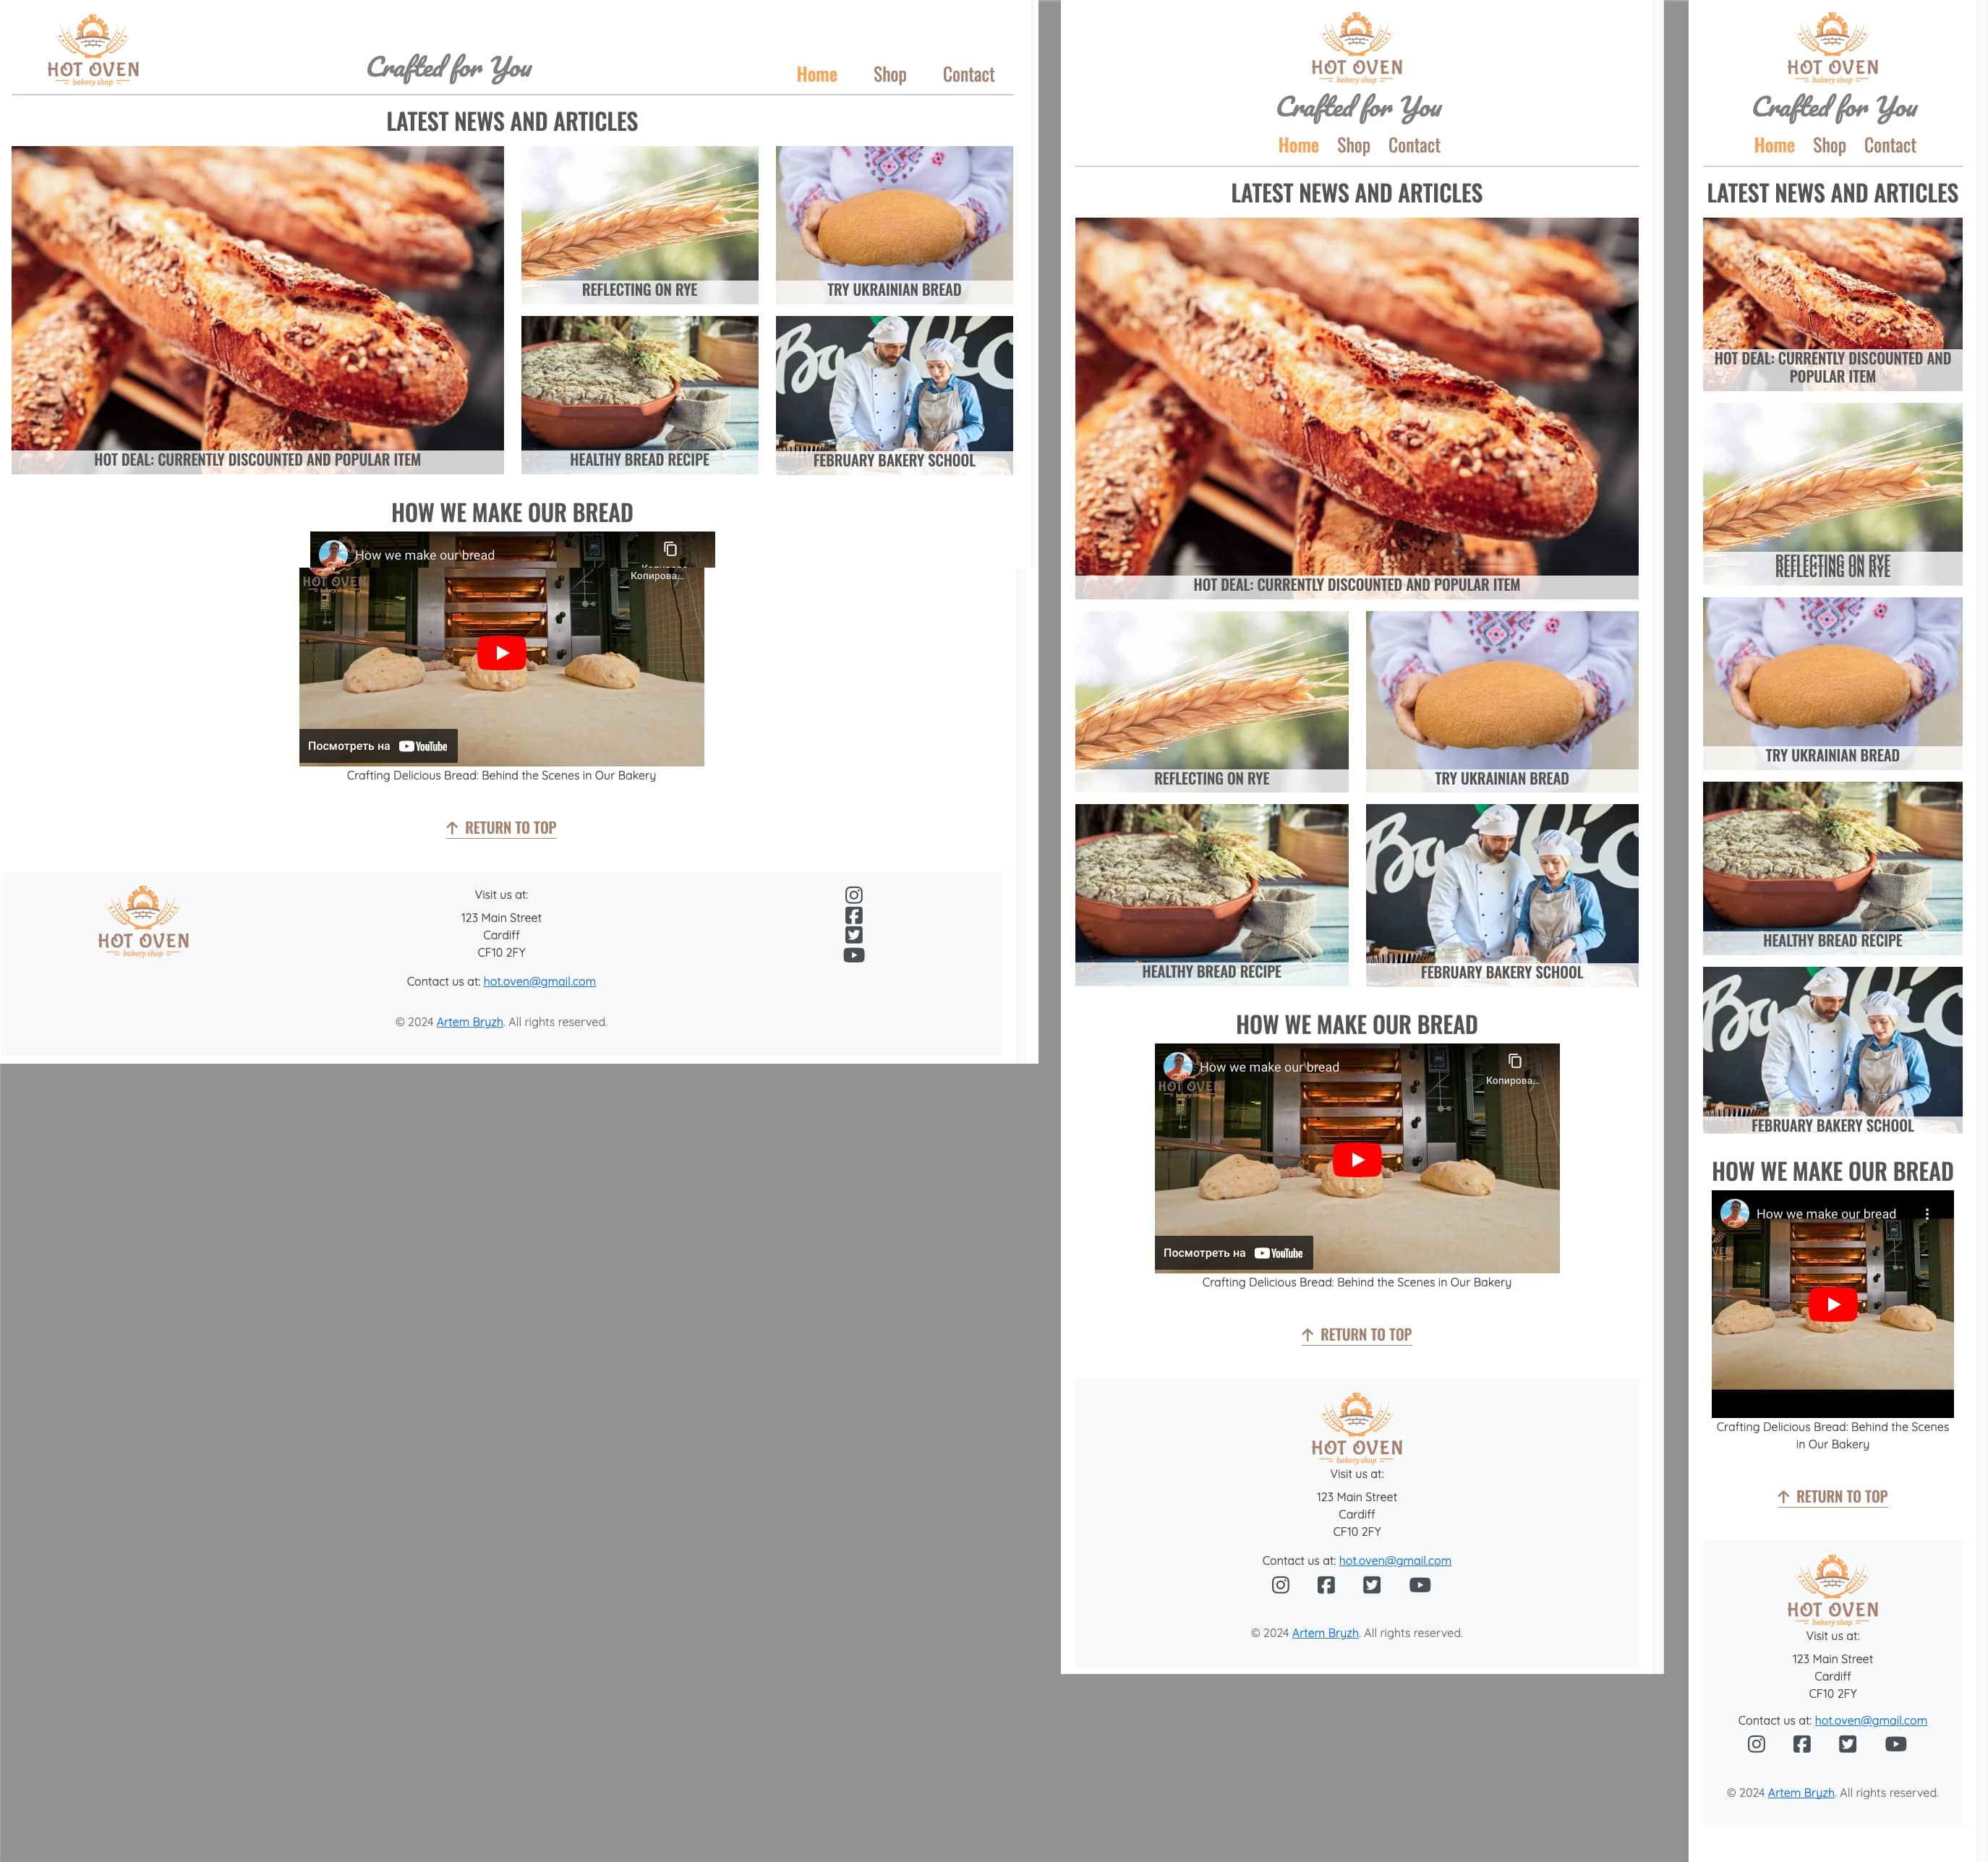 HOT OVEN
bakery shop
Crafted for You
Home Shop Contact
LATEST NEWS AND ARTICLES
REFLECTING ON RYE
TRY UKRAINIAN BREAD
HOT DEAL: CURRENTLY DISCOUNTED AND POPULAR ITEM
HEALTHY BREAD RECIPE
FEBRUARY BAKERY SCHOOL
HOW WE MAKE OUR BREAD
How we make our bread
Копирова...
HOT OVEN
Посмотреть на YouTube
Crafting Delicious Bread: Behind the Scenes in Our Bakery
RETURN TO TOP
HOT OVEN
bakery shop
Visit us at:
123 Main Street
Cardiff
CF10 2FY
Contact us at: hot.oven@gmail.com
© 2024 Artem Bryzh. All rights reserved.
HOT OVEN
bakery shop
Crafted for You
Home Shop Contact
LATEST NEWS AND ARTICLES
HOT DEAL: CURRENTLY DISCOUNTED AND POPULAR ITEM
REFLECTING ON RYE
TRY UKRAINIAN BREAD
HEALTHY BREAD RECIPE
FEBRUARY BAKERY SCHOOL
HOW WE MAKE OUR BREAD
How we make our bread
Копирова...
HOT OVEN
Посмотреть на YouTube
Crafting Delicious Bread: Behind the Scenes in Our Bakery
RETURN TO TOP
HOT OVEN
bakery shop
Visit us at:
123 Main Street
Cardiff
CF10 2FY
Contact us at: hot.oven@gmail.com
© 2024 Artem Bryzh. All rights reserved.
HOT OVEN
bakery shop
Crafted for You
Home Shop Contact
LATEST NEWS AND ARTICLES
HOT DEAL: CURRENTLY DISCOUNTED AND
POPULAR ITEM
REFLECTING ON RYE
REFLECTING ON RYE
TRY UKRAINIAN BREAD
HEALTHY BREAD RECIPE
FEBRUARY BAKERY SCHOOL
HOW WE MAKE OUR BREAD
How we make our bread
Crafting Delicious Bread: Behind the Scenes
in Our Bakery
RETURN TO TOP
HOT OVEN
bakery shop
Visit us at:
123 Main Street
Cardiff
CF10 2FY
Contact us at: hot.oven@gmail.com
© 2024 Artem Bryzh. All rights reserved.